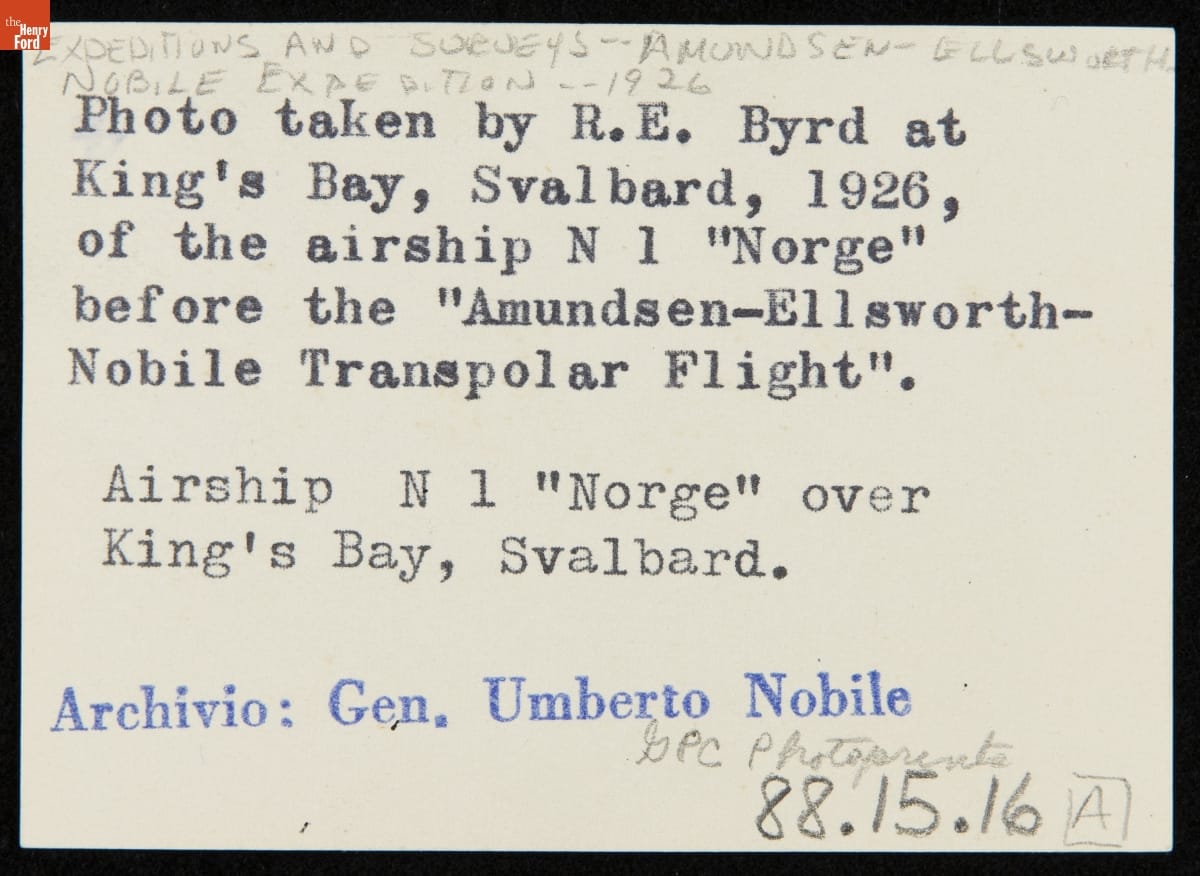 the
Henry
Ford
EXPEDITIONS AND SURVEYS--AMUNDSEN-ELLSWORTH-
NOBILE EXPEDITION--1926
Photo taken by R.E. Byrd at
King's Bay, Svalbard, 1926,
of the airship N 1 "Norge"
before the "Amundsen-Ellsworth-
Nobile Transpolar Flight".
Airship N 1 "Norge" over
King's Bay, Svalbard.
Archivio: Gen. Umberto Nobile
GPC Photoprints
88.15.16 A